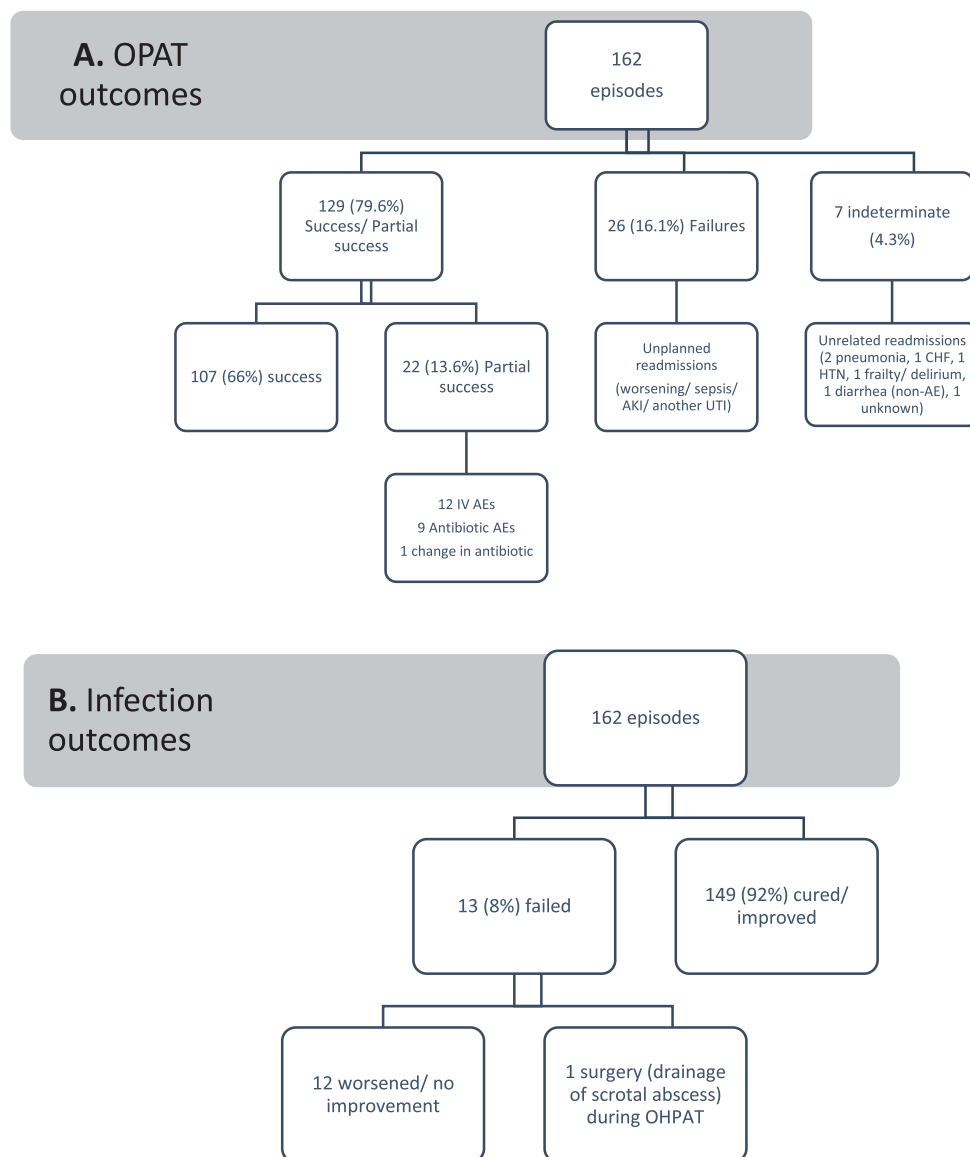 A. OPAT
outcomes
162
episodes
129 (79.6%)
Success/ Partial
success
26 (16.1%) Failures
7 indeterminate
(4.3%)
107 (66%) success
22 (13.6%) Partial
success
Unplanned
readmissions
(worsening/ sepsis/
AKI/ another UTI)
Unrelated readmissions
(2 pneumonia, 1 CHF, 1
HTN, 1 frailty/ delirium,
1 diarrhea (non-AE), 1
unknown)
12 IV AEs
9 Antibiotic AEs
1 change in antibiotic
B. Infection
outcomes
162 episodes
13 (8%) failed
149 (92%) cured/
improved
12 worsened/ no
improvement
1 surgery (drainage
of scrotal abscess)
during OHPAT